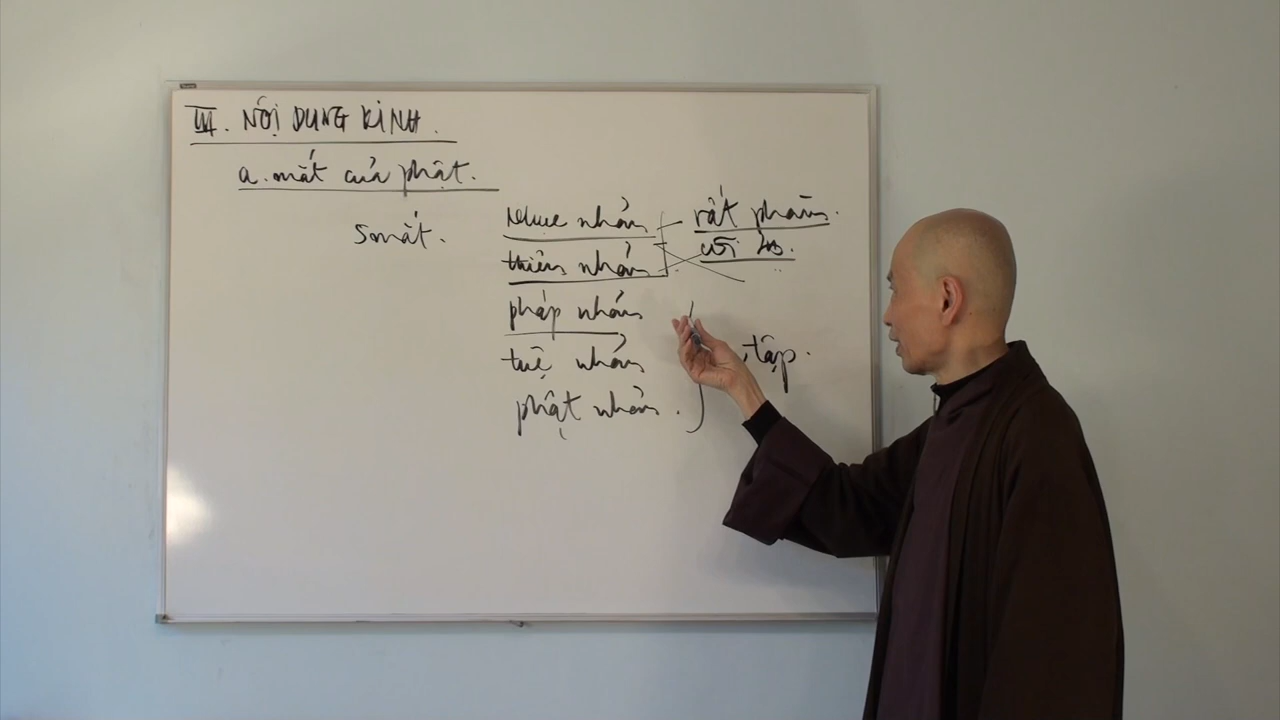 III. NỘI DUNG KINH.
a. mắt của phật.
5 mắt.
Nhục nhãn
rất phàm.
thiên nhãn
cõi
pháp nhãn
tuệ nhãn
tập.
phật nhãn.